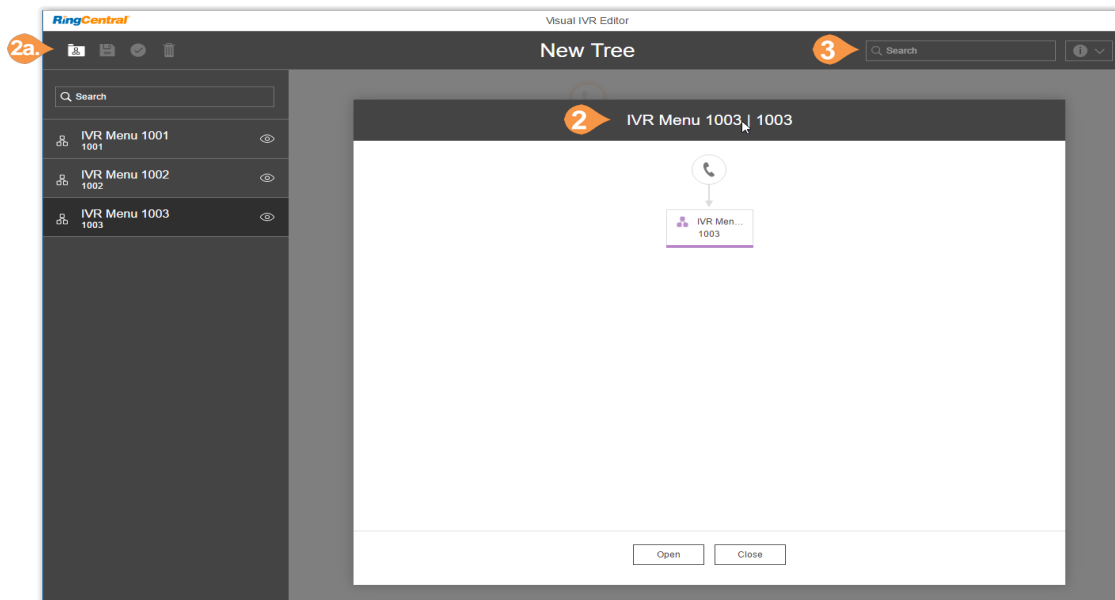 RingCentral
Visual IVR Editor
2a.
New Tree
3
Search
Search
2
IVR Menu 1003 | 1003
IVR Menu 1001
1001
IVR Menu 1002
1002
IVR Menu 1003
1003
IVR Men...
1003
Open
Close